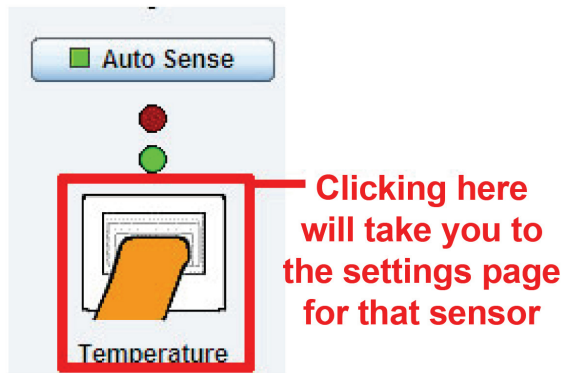 Auto Sense
Clicking here
will take you to
the settings page
for that sensor
Temperature